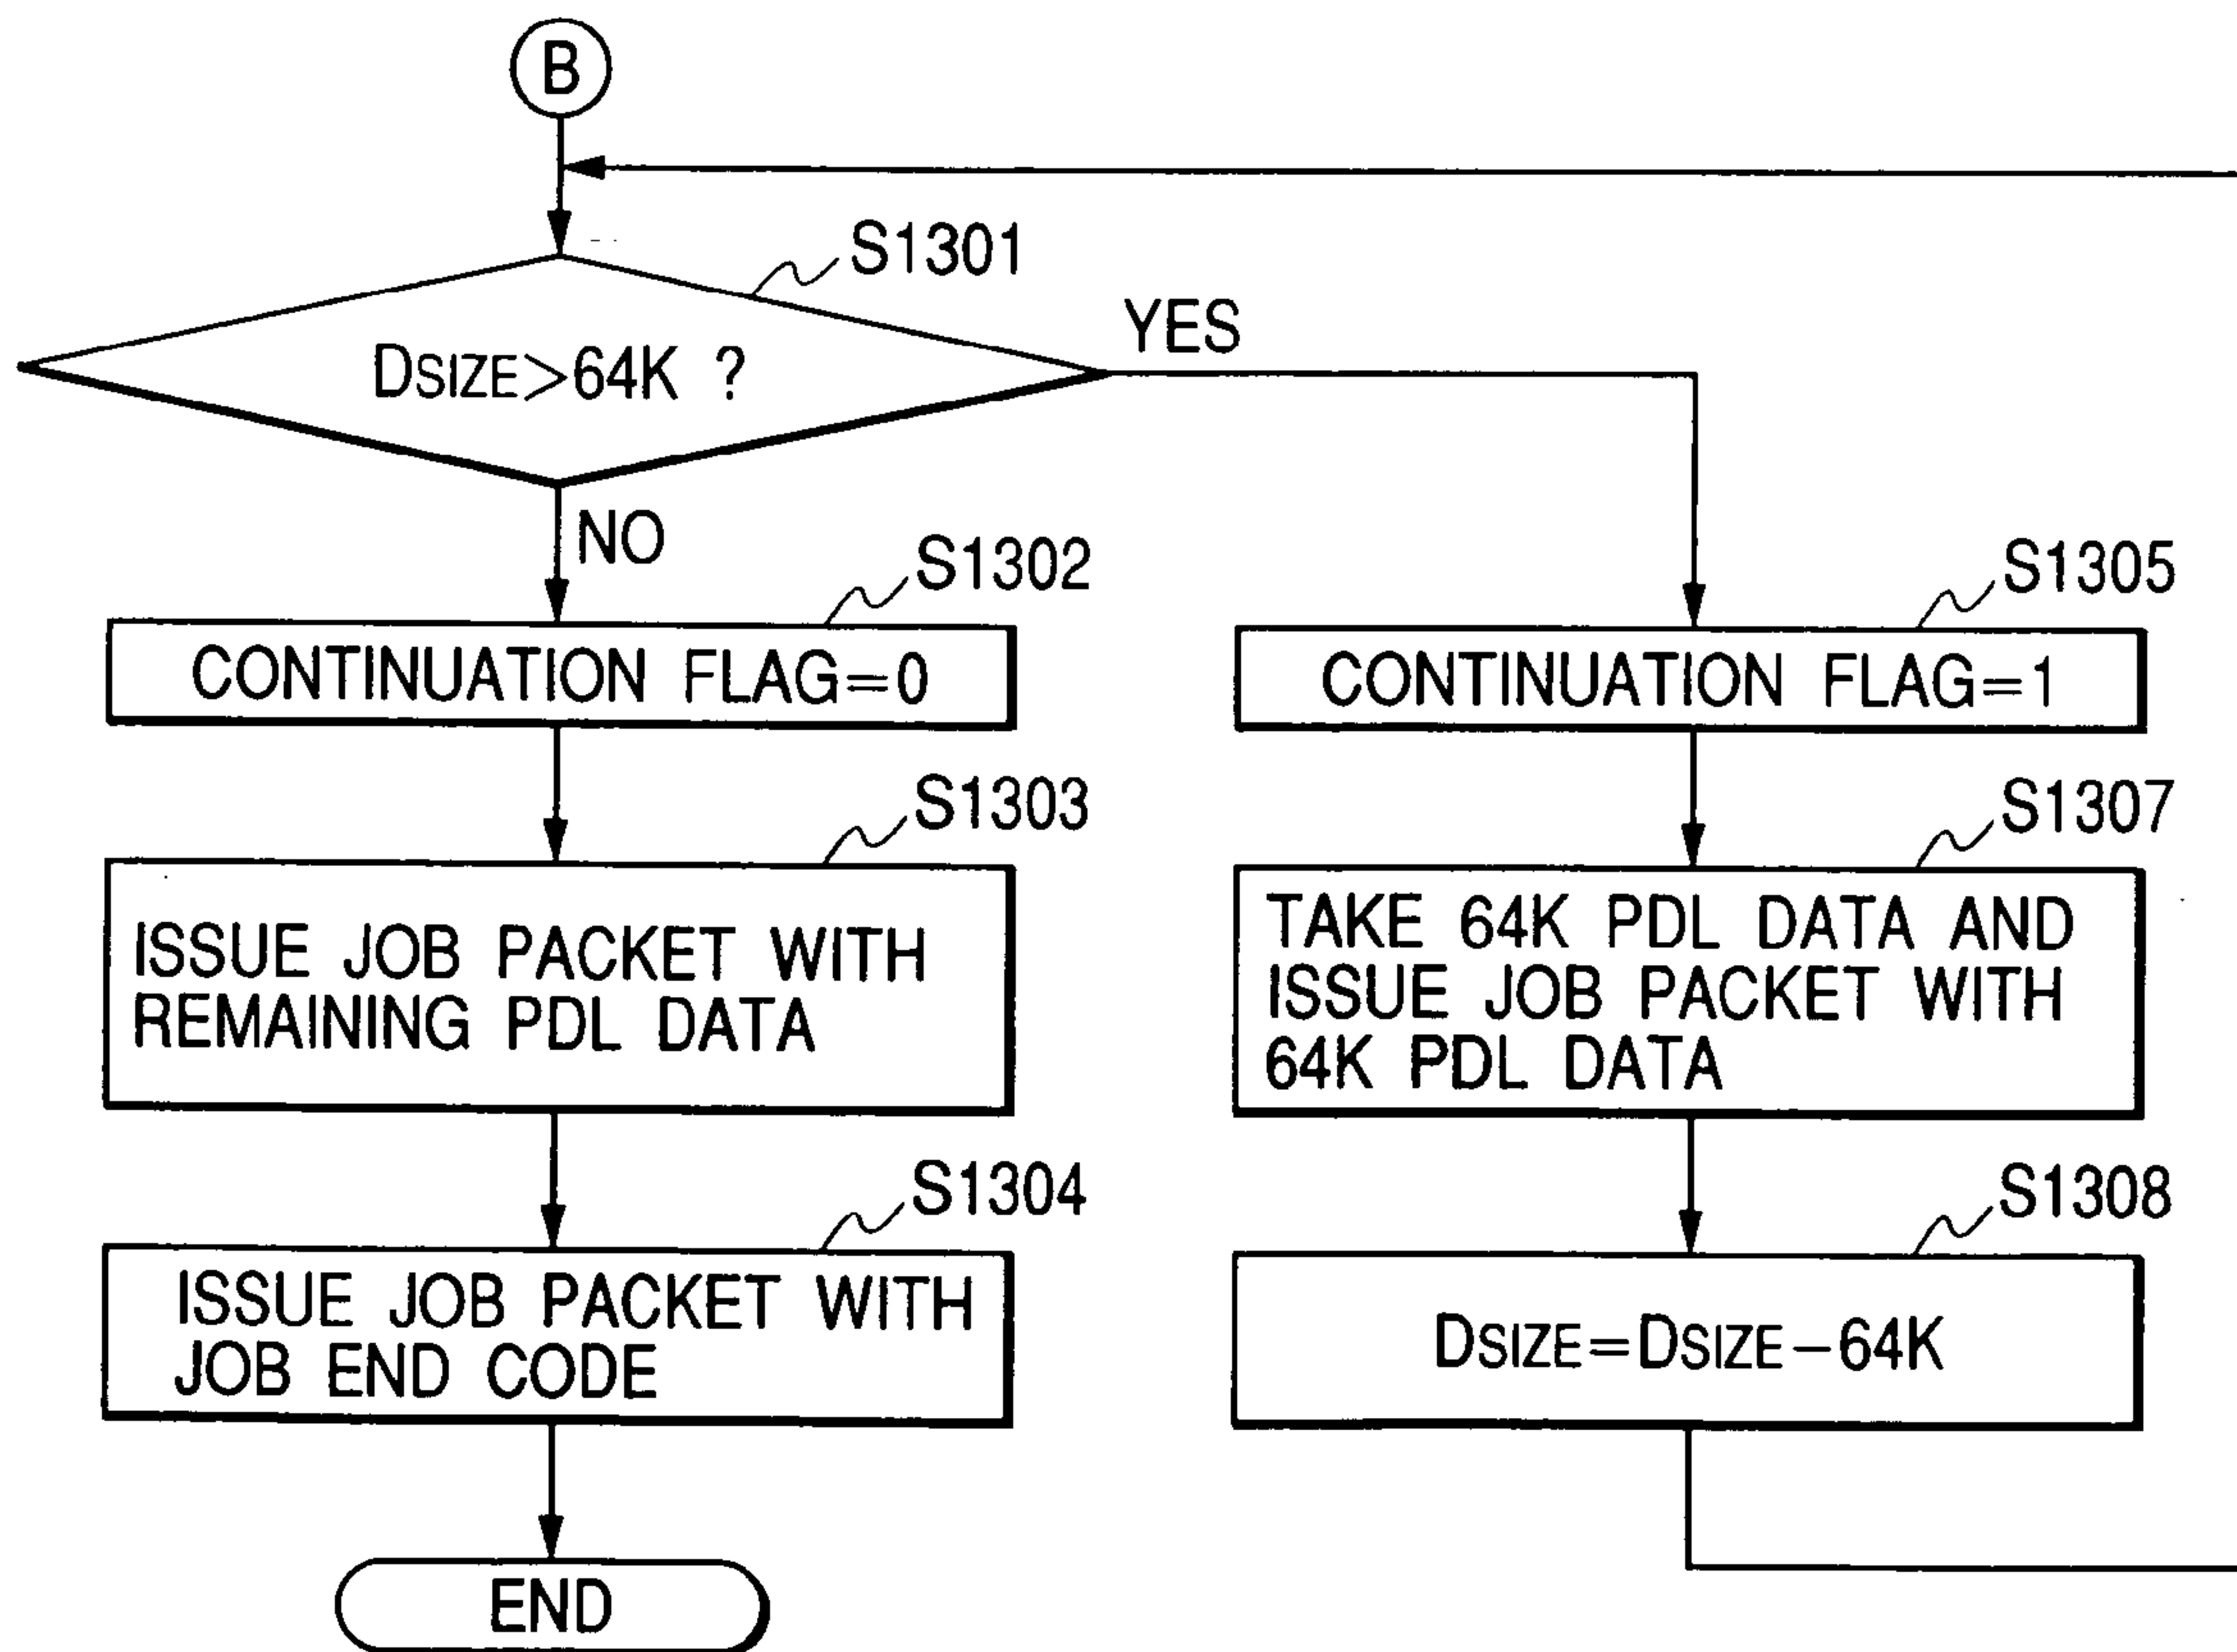 B
S1301
DSIZE>64K ?
YES
NO
S1302
CONTINUATION FLAG=0
S1303
ISSUE JOB PACKET WITH
REMAINING PDL DATA
S1304
ISSUE JOB PACKET WITH
JOB END CODE
END
S1305
CONTINUATION FLAG=1
S1307
TAKE 64K PDL DATA AND
ISSUE JOB PACKET WITH
64K PDL DATA
S1308
DSIZE=DSIZE−64K